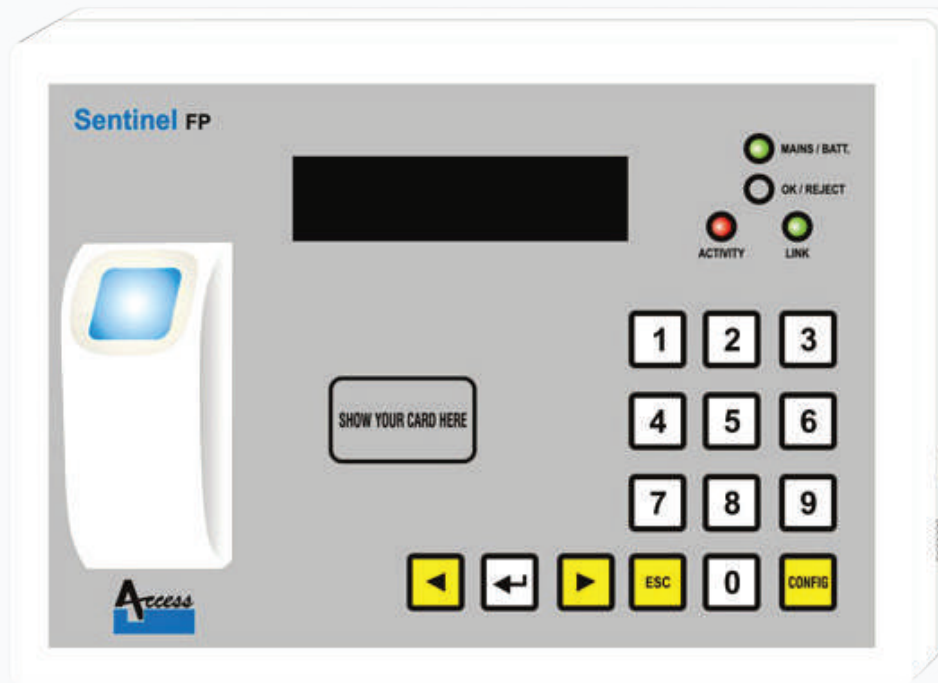 Sentinel FP
MAINS / BATT.
OK / REJECT
ACTIVITY LINK
1 2 3
SHOW YOUR CARD HERE
4 5 6
7 8 9
ESC 0 CONFIG
Access